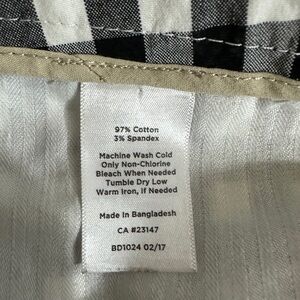 97% Cotton
3% Spandex
Machine Wash Cold
Only Non-Chlorine
Bleach When Needed
Tumble Dry Low
Warm Iron, if Needed
Made In Bangladesh
CA #23147
BD1024 02/17